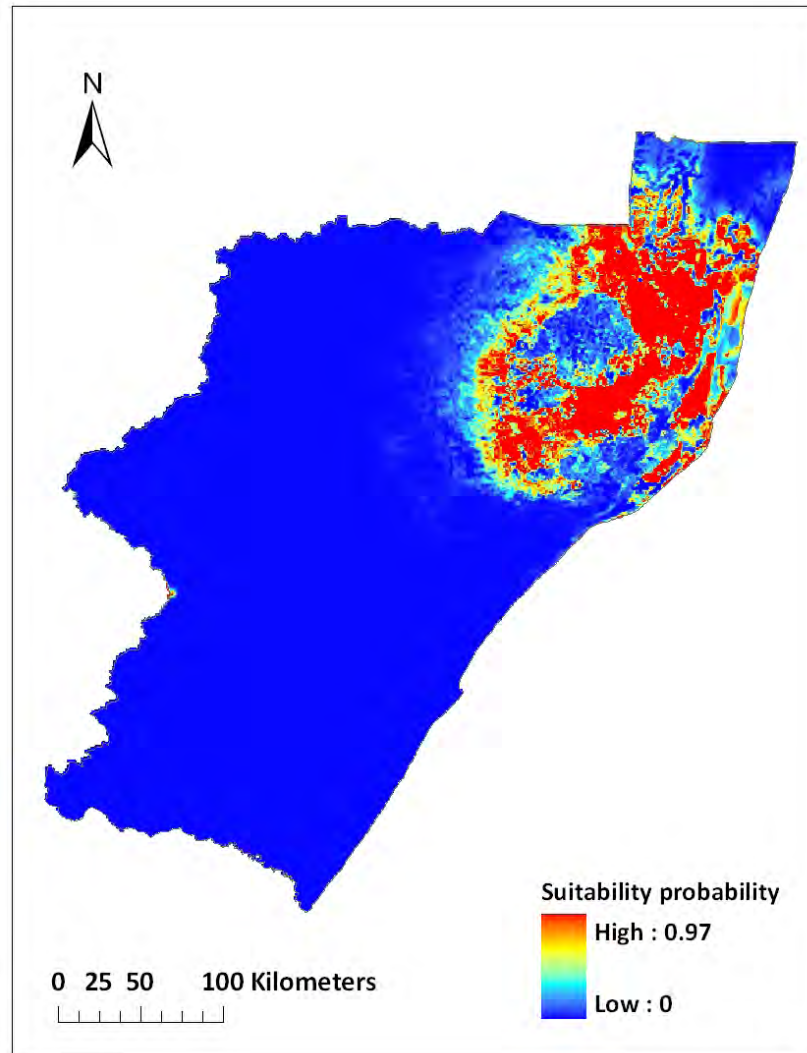 N
Suitability probability
High : 0.97
Low : 0
0 25 50 100 Kilometers